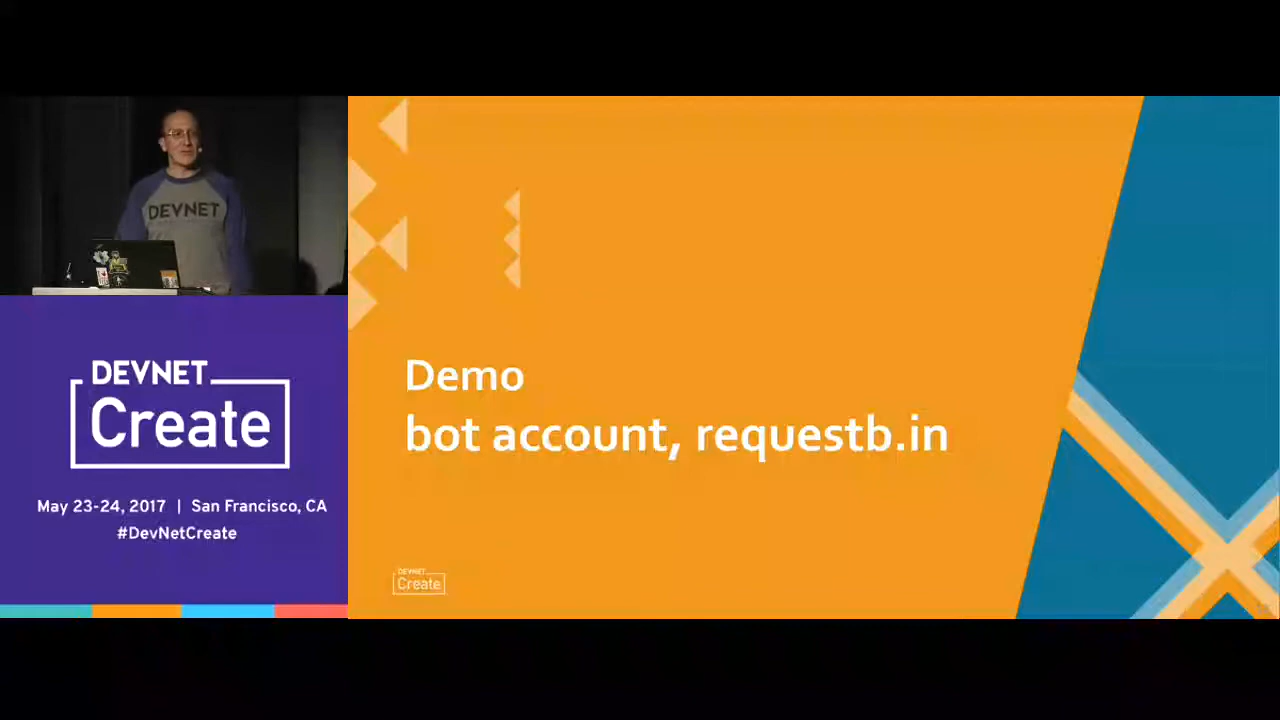 DEVNET
DEVNET
Create
May 23-24, 2017 | San Francisco, CA
#DevNetCreate
Demo
bot account, requestb.in
DEVNET
Create